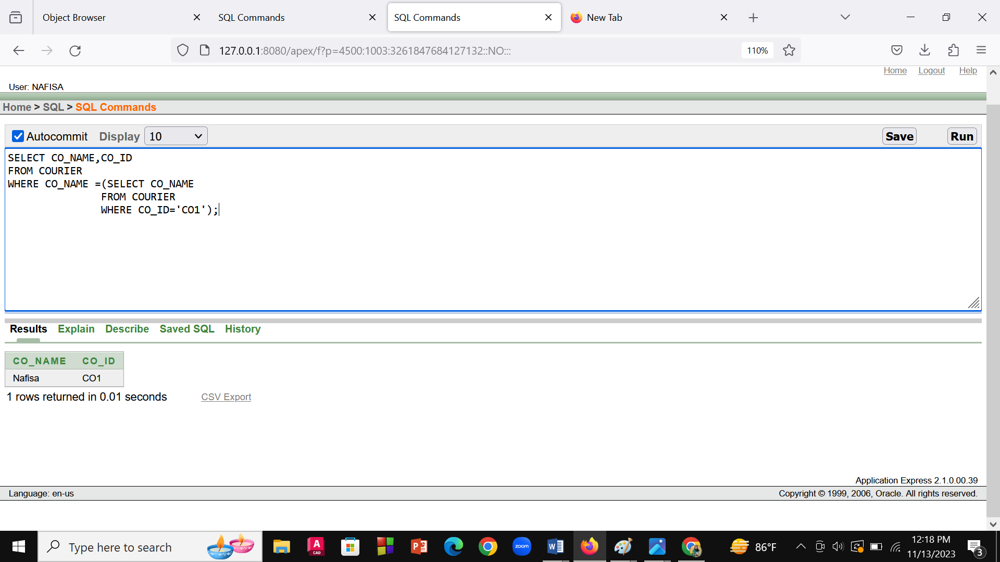 Object Browser
SQL Commands
SQL Commands
New Tab
127.0.0.1:8080/apex/f?p=4500:1003:3261847684127132::NO:::
110%
Home Logout Help
User: NAFISA
Home > SQL > SQL Commands
Autocommit Display 10 Save Run
SELECT CO_NAME,CO_ID
FROM COURIER
WHERE CO_NAME =(SELECT CO_NAME
FROM COURIER
WHERE CO_ID='CO1');
Results Explain Describe Saved SQL History
CO_NAME CO_ID
Nafisa CO1
1 rows returned in 0.01 seconds CSV Export
Application Express 2.1.0.00.39
Language: en-us Copyright © 1999, 2006, Oracle. All rights reserved.
Type here to search
A
CAD
P
zoom
W
86°F
12:18 PM
11/13/2023
3